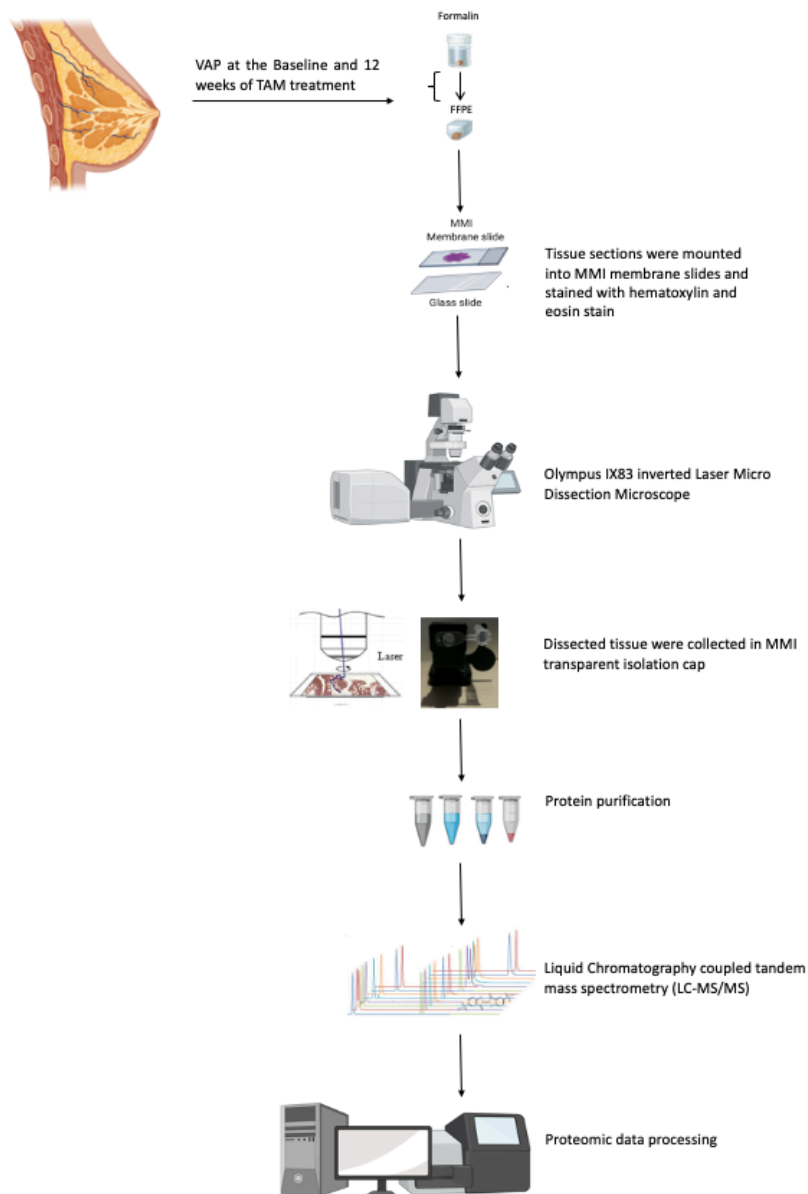 Formalin
VAP at the Baseline and 12
weeks of TAM treatment
FFPE
MMI
Membrane slide
Glass slide
Tissue sections were mounted
into MMI membrane slides and
stained with hematoxylin and
eosin stain
Olympus IX83 inverted Laser Micro
Dissection Microscope
Laser
Dissected tissue were collected in MMI
transparent isolation cap
Protein purification
Liquid Chromatography coupled tandem
mass spectrometry (LC-MS/MS)
Proteomic data processing